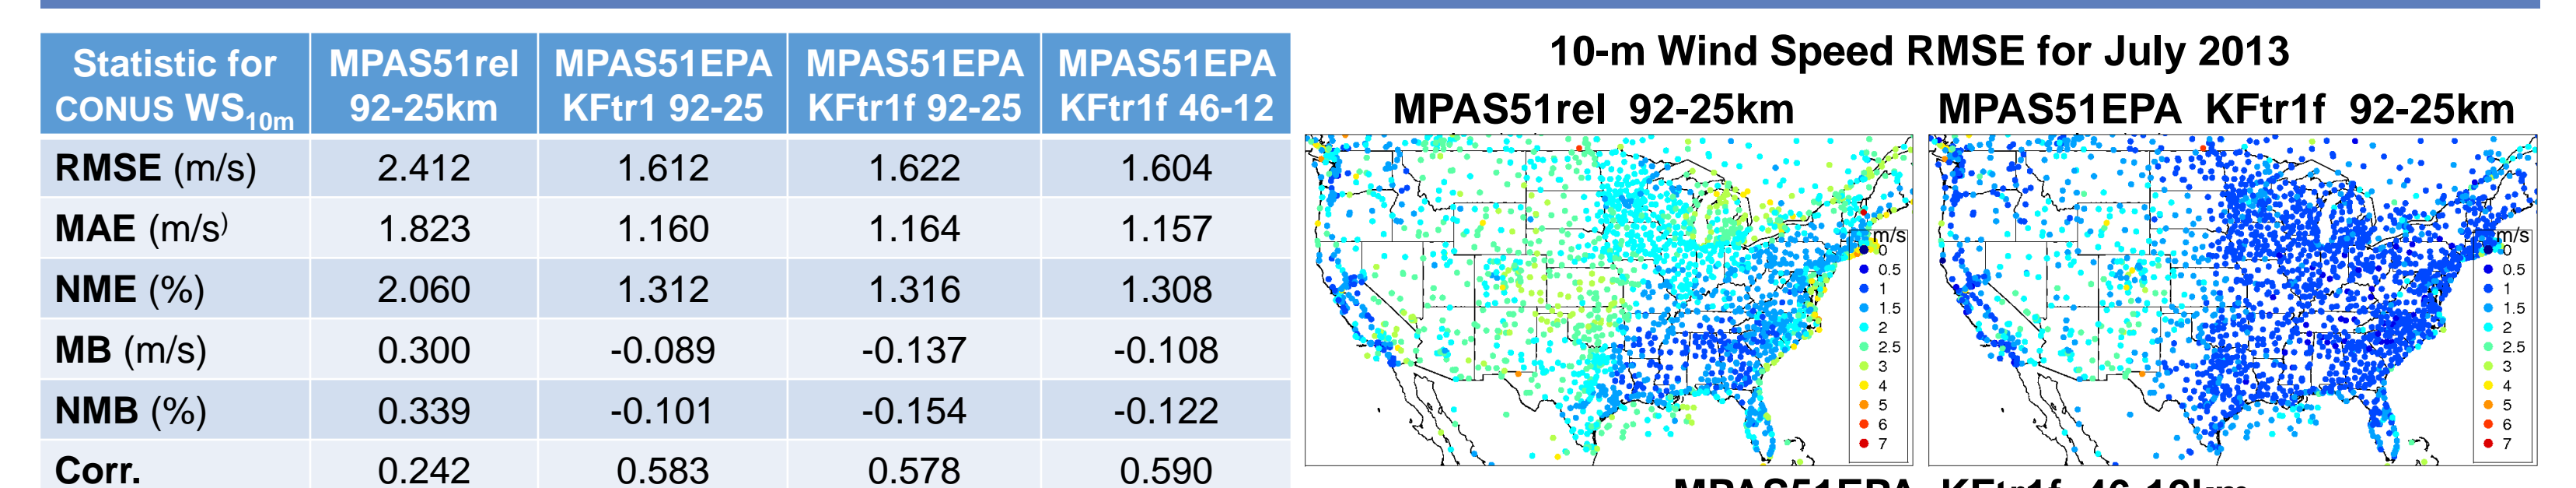 Statistic for CONUS WS10m MPAS51rel 92-25km MPAS51EPA KFtr1 92-25 MPAS51EPA KFtr1f 92-25 MPAS51EPA KFtr1f 46-12
RMSE (m/s) 2.412 1.612 1.622 1.604
MAE (m/s) 1.823 1.160 1.164 1.157
NME (%) 2.060 1.312 1.316 1.308
MB (m/s) 0.300 -0.089 -0.137 -0.108
NMB (%) 0.339 -0.101 -0.154 -0.122
Corr. 0.242 0.583 0.578 0.590
10-m Wind Speed RMSE for July 2013
MPAS51rel 92-25km
m/s
0
0.5
1
1.5
2
2.5
3
4
5
6
7
MPAS51EPA KFtr1f 92-25km
m/s
0
0.5
1
1.5
2
2.5
3
4
5
6
7
MPAS51EPA KFtr1f 46-12km